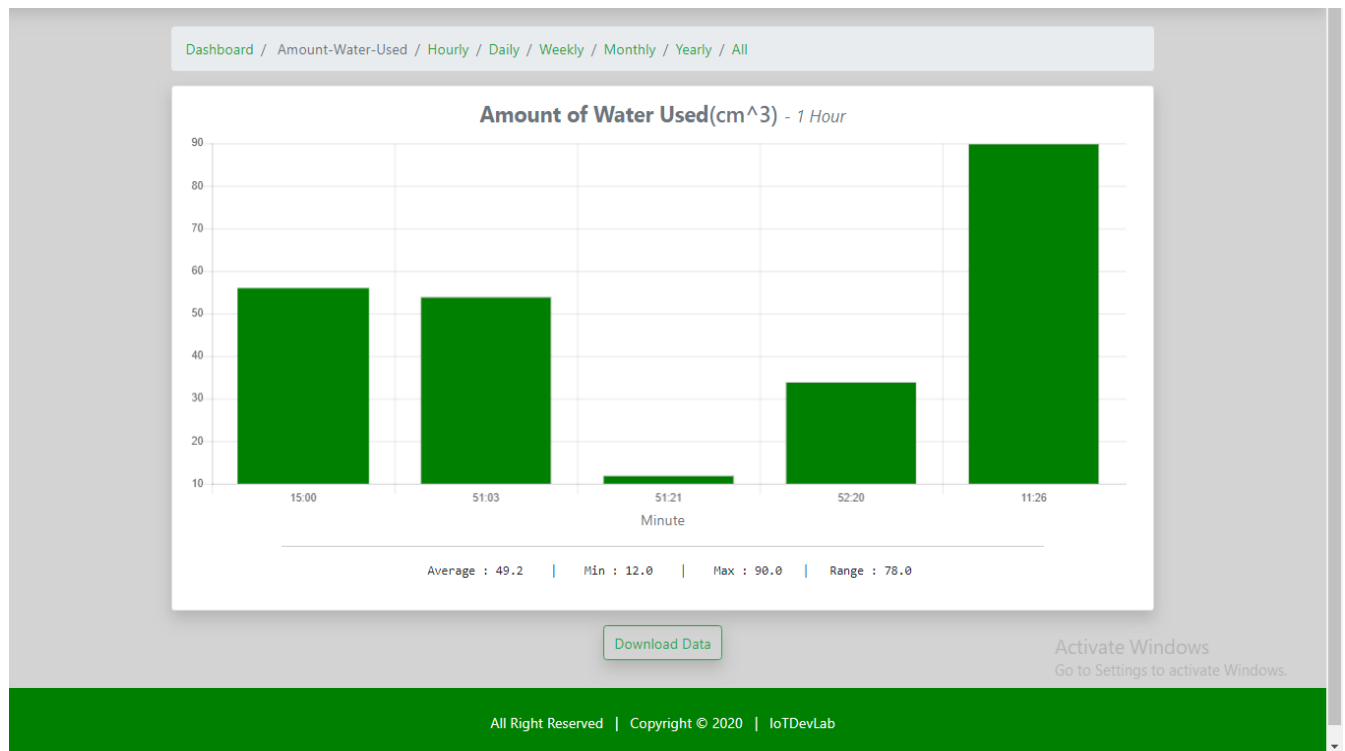 Dashboard / Amount-Water-Used / Hourly / Daily / Weekly / Monthly / Yearly / All
Amount of Water Used(cm^3) - 1 Hour
90
80
70
60
50
40
30
20
10
15:00 51:03 51:21 52:20 11:26
Minute
Average : 49.2 | Min : 12.0 | Max : 90.0 | Range : 78.0
Download Data
Activate Windows
Go to Settings to activate Windows.
All Right Reserved | Copyright © 2020 | IoTDevLab